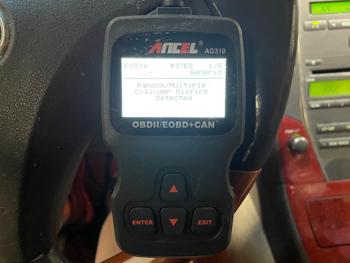 ANCEL
AD310
P0300 $07E8 1/5
Generic
Random/Multiple
Cylinder Misfire
Detected
OBDII/EOBD+CAN
ENTER
EXIT